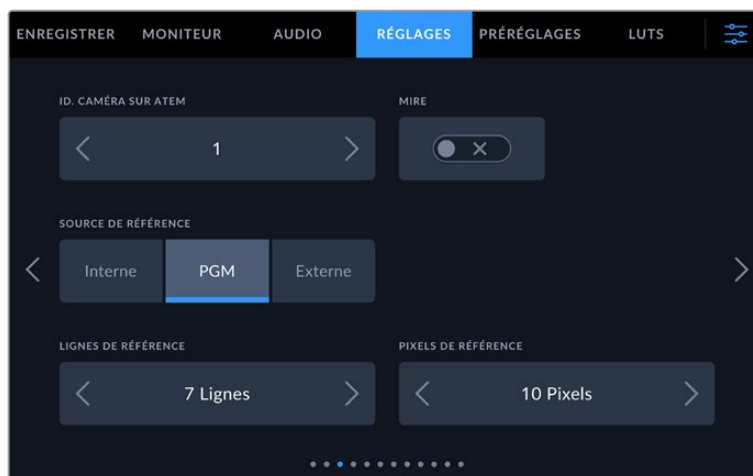 ENREGISTRER MONITEUR AUDIO RÉGLAGES PRÉRÉGLAGES LUTS
ID. CAMÉRA SUR ATEM MIRE
1
SOURCE DE RÉFÉRENCE
Interne PGM Externe
LIGNES DE RÉFÉRENCE PIXELS DE RÉFÉRENCE
7 Lignes 10 Pixels